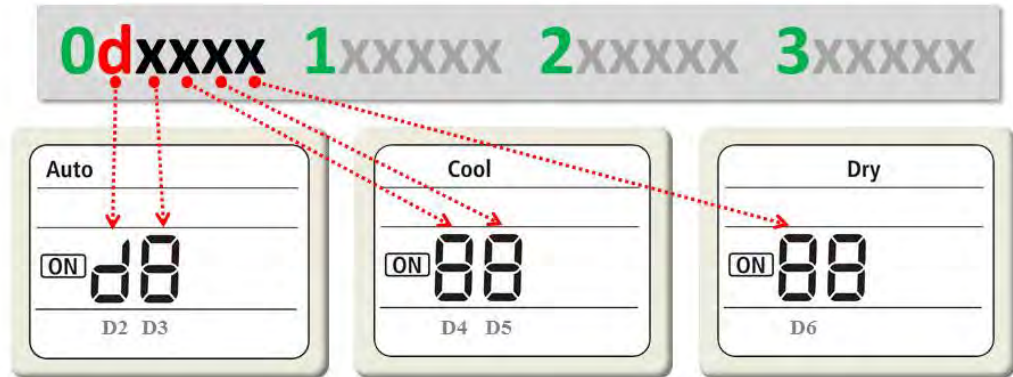 0dxxxx 1xxxxx 2xxxxx 3xxxxx
Auto
Cool
Dry
ON d8
ON 88
ON 88
D2 D3
D4 D5
D6